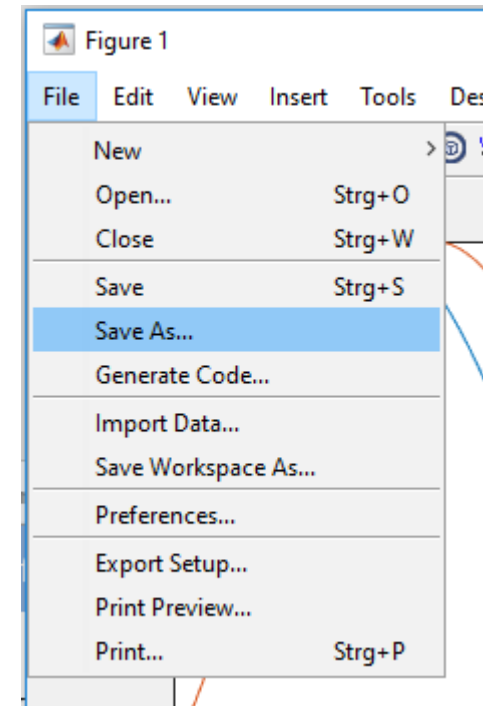 Figure 1
File Edit View Insert Tools
New >
Open... Strg+O
Close Strg+W
Save Strg+S
Save As...
Generate Code...
Import Data...
Save Workspace As...
Preferences...
Export Setup...
Print Preview...
Print... Strg+P